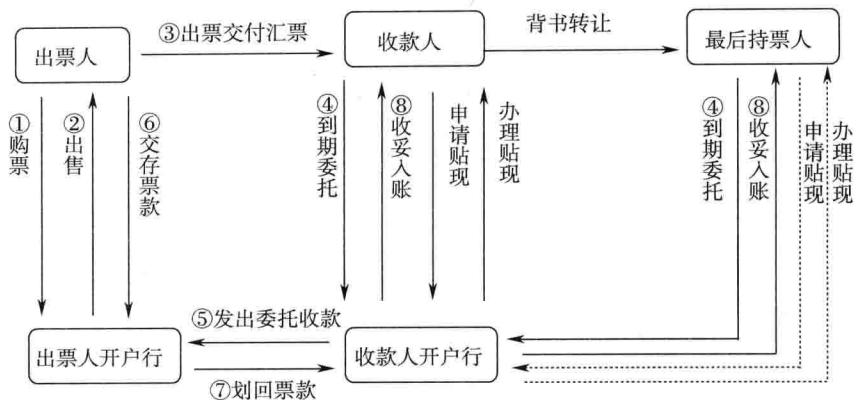 出票人
③出票交付汇票
收款人
背书转让
最后持票人
①购票
②出售
⑥交存票款
④到期委托
⑧收妥入账
申请贴现
办理贴现
④到期委托
⑧收妥入账
申请贴现
办理贴现
⑤发出委托收款
出票人开户行
收款人开户行
⑦划回票款